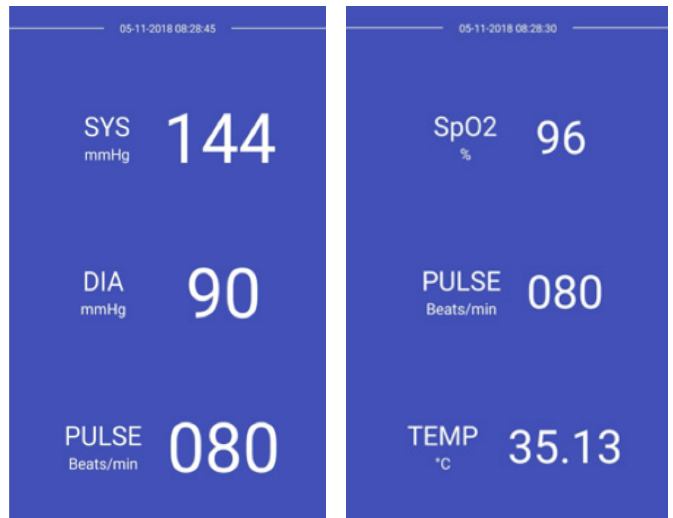 05-11-2018 08:28:45
SYS 144
mmHg
DIA 90
mmHg
PULSE 080
Beats/min
05-11-2018 08:28:30
SpO2 96
%
PULSE 080
Beats/min
TEMP 35.13
°C